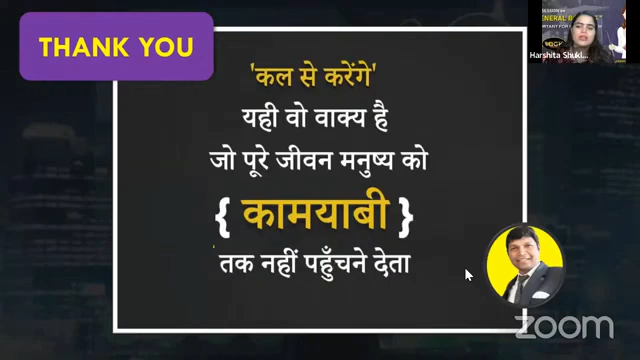 THANK YOU
'कल से करेंगे'
यही वो वाक्य है
जो पूरे जीवन मनुष्य को
{ कामयाबी }
तक नहीं पहुँचने देता
Harshita Shukl...
zoom